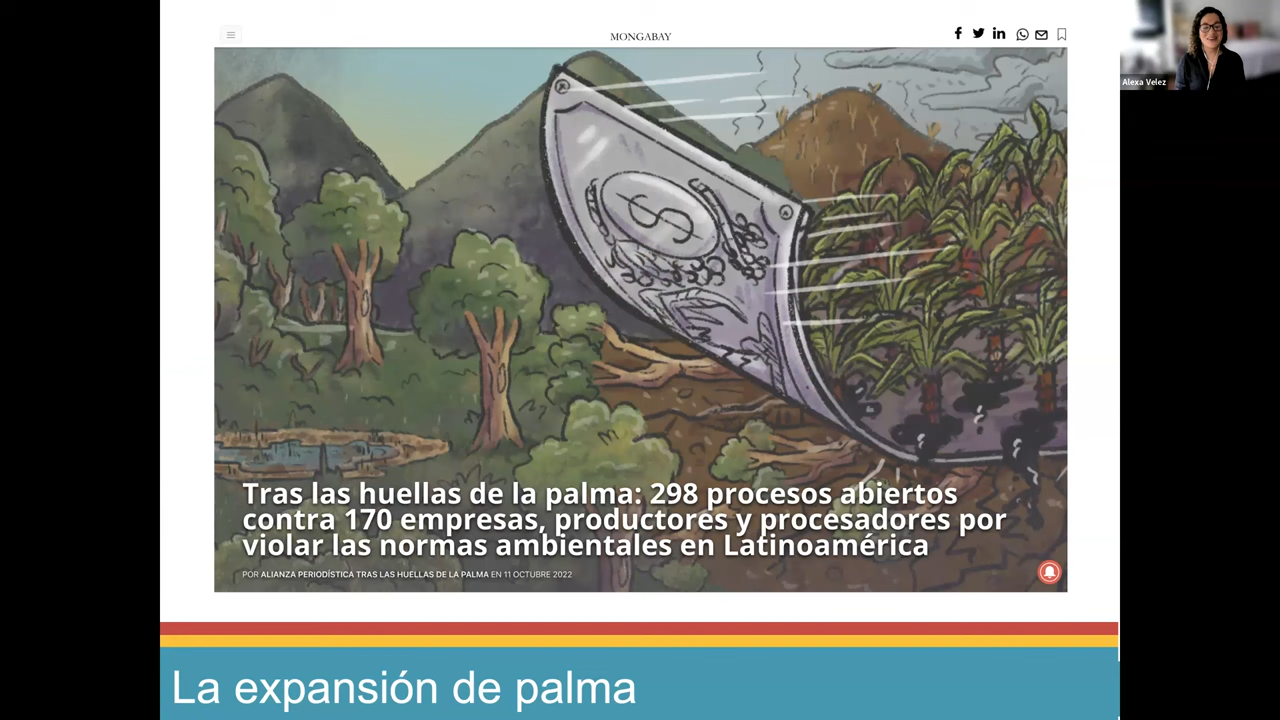 MONGABAY
Alexa Velez
S
Tras las huellas de la palma: 298 procesos abiertos
contra 170 empresas, productores y procesadores por
violar las normas ambientales en Latinoamérica
POR ALIANZA PERIODÍSTICA TRAS LAS HUELLAS DE LA PALMA EN 11 OCTUBRE 2022
La expansión de palma